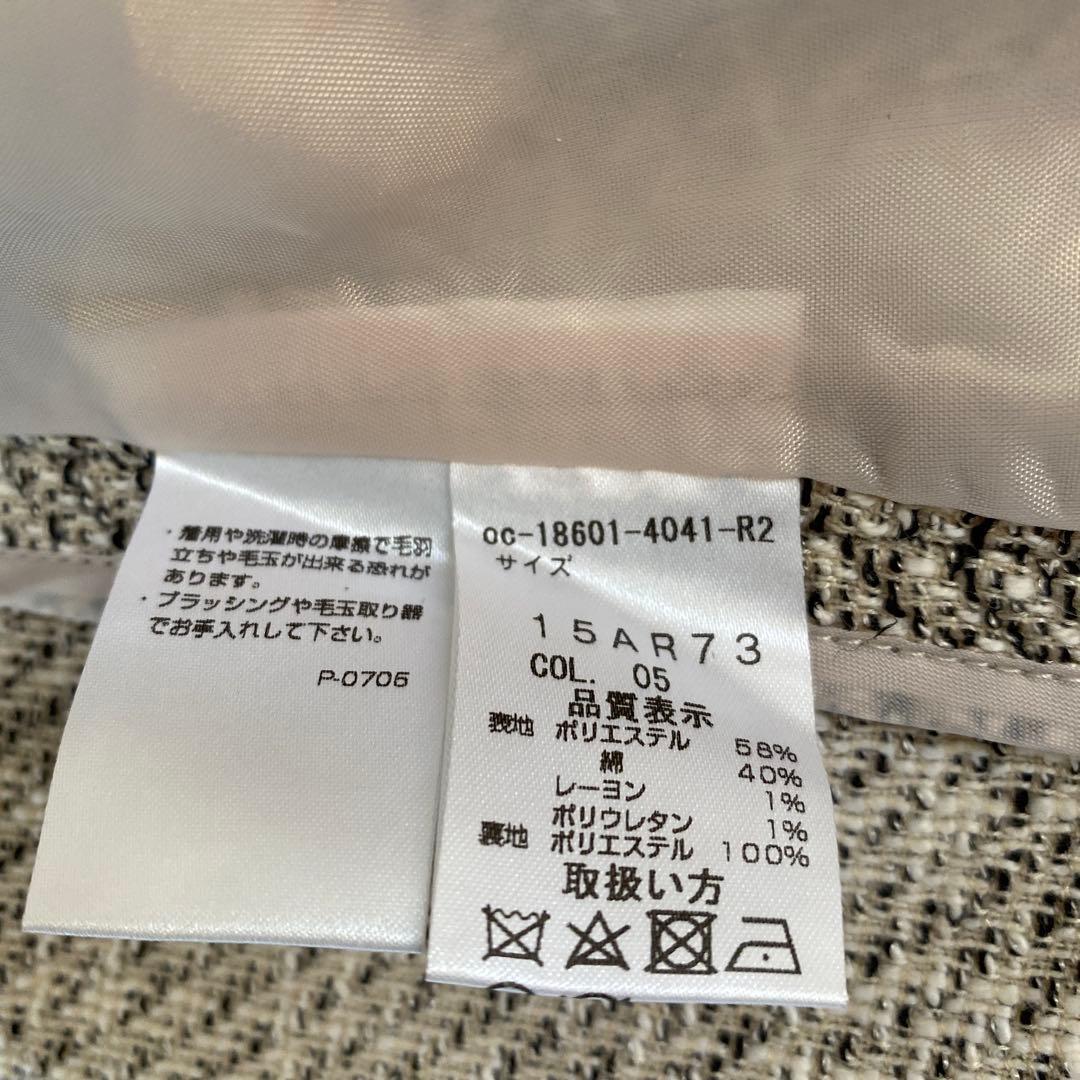 ・着用や洗濯時の摩擦で毛羽
立ちや毛玉が出来る恐れが
あります。
・ブラッシングや毛玉取り器
でお手入れして下さい。
P-0705
oc-18601-4041-R2
サイズ
15AR73
COL. 05
品質表示
表地 ポリエステル 58%
綿 40%
レーヨン 1%
ポリウレタン 1%
裏地 ポリエステル 100%
取扱い方